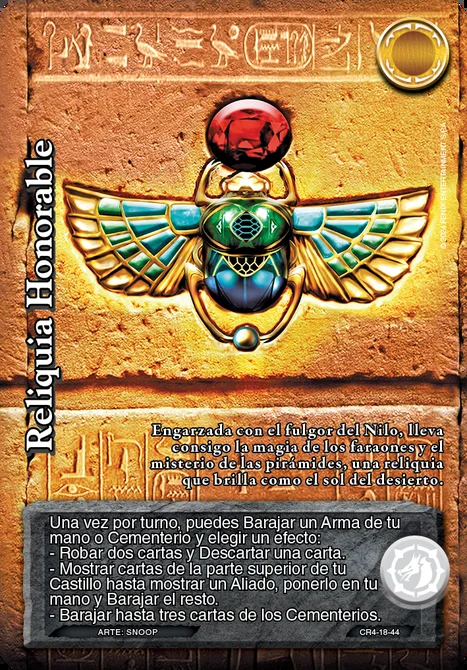 Reliquia Honorable
Engarzada con el fulgor del Nilo, lleva
consigo la magia de los faraones y el
misterio de las pirámides, una reliquia
que brilla como el sol del desierto.
Una vez por turno, puedes Barajar un Arma de tu
mano o Cementerio y elegir un efecto:
- Robar dos cartas y Descartar una carta.
- Mostrar cartas de la parte superior de tu
Castillo hasta mostrar un Aliado, ponerlo en tu
mano y Barajar el resto.
- Barajar hasta tres cartas de los Cementerios.
ARTE: SNOOP
CR4-18-44